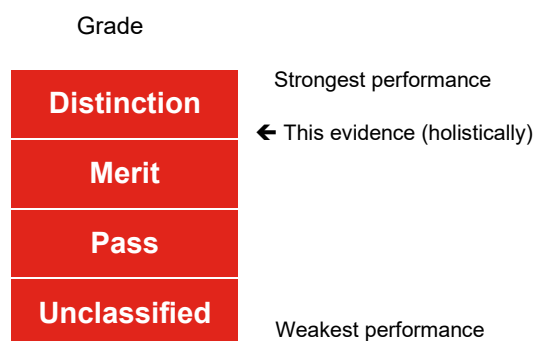 Grade
Strongest performance
Distinction
🡸 This evidence (holistically)
Merit
Pass
Unclassified
Weakest performance